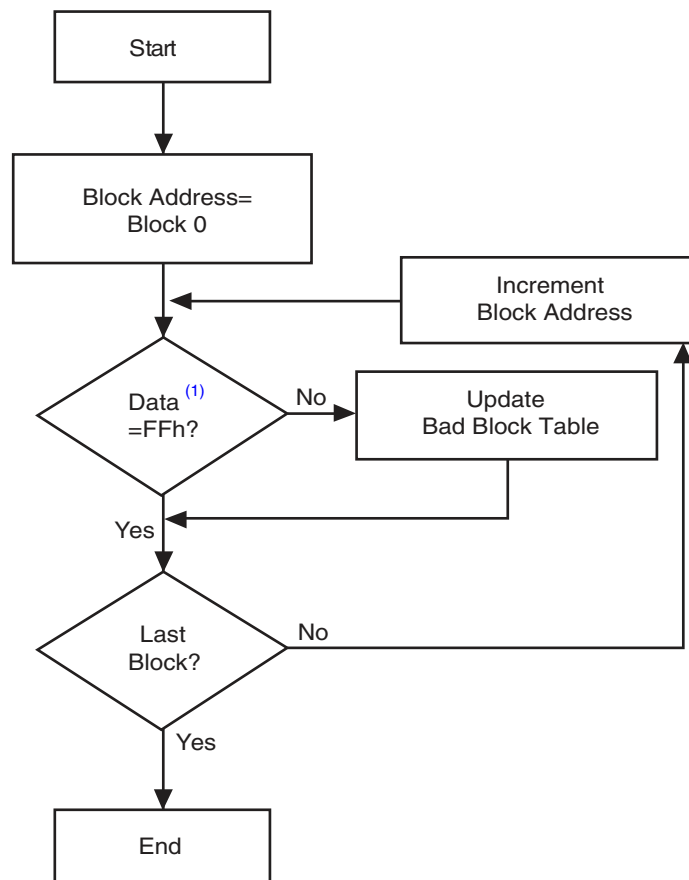 Start
Block Address=
Block 0
Increment
Block Address
Data (1)
=FFh?
No
Update
Bad Block Table
Yes
Last
Block?
No
Yes
End